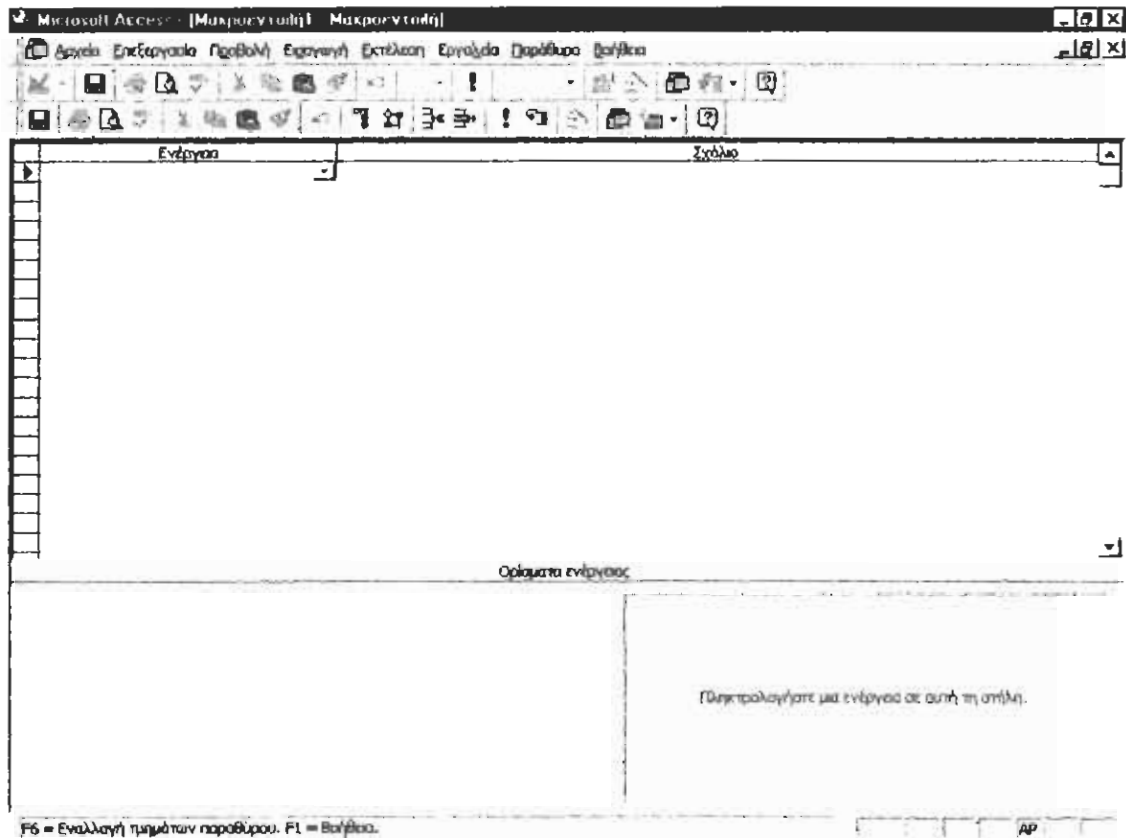 Microsoft Access - [Μακροεντολή1 Μακροεντολή]
Αρχείο Επεξεργασία Προβολή Εισαγωγή Εκτέλεση Εργαλεία Παράθυρο Βοήθεια
Ενέργεια Σχόλιο
Ορίσματα ενέργειας
Πληκτρολογήστε μια ενέργεια σε αυτή τη στήλη.
F6 = Εναλλαγή τμημάτων παραθύρου. F1 = Βοήθεια.
AP